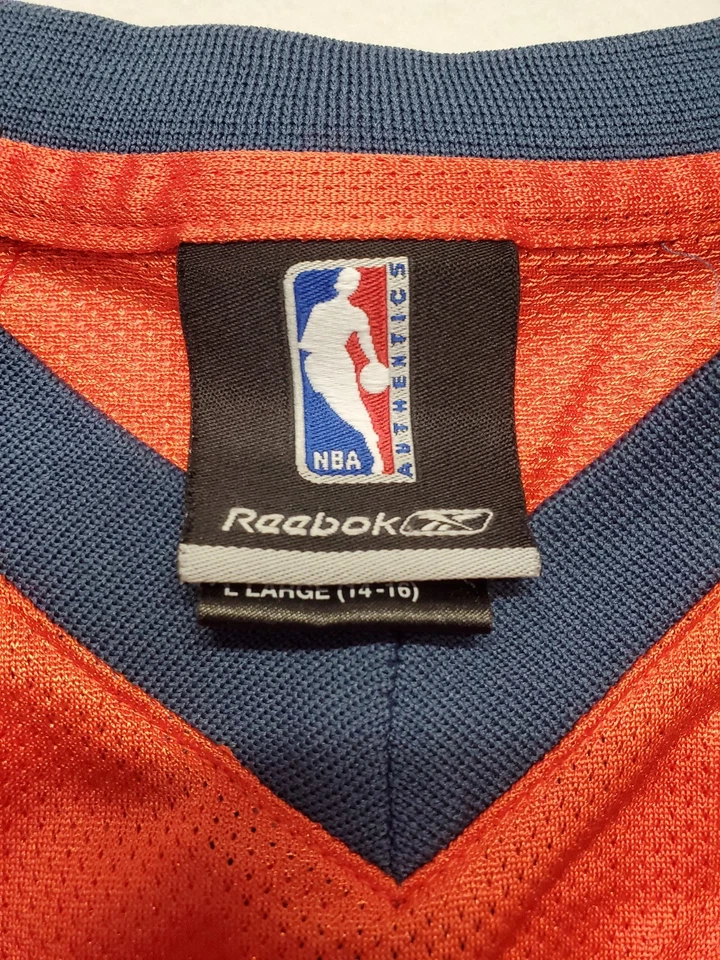 NBA
AUTHENTICS
Reebok
L LARGE (14-16)